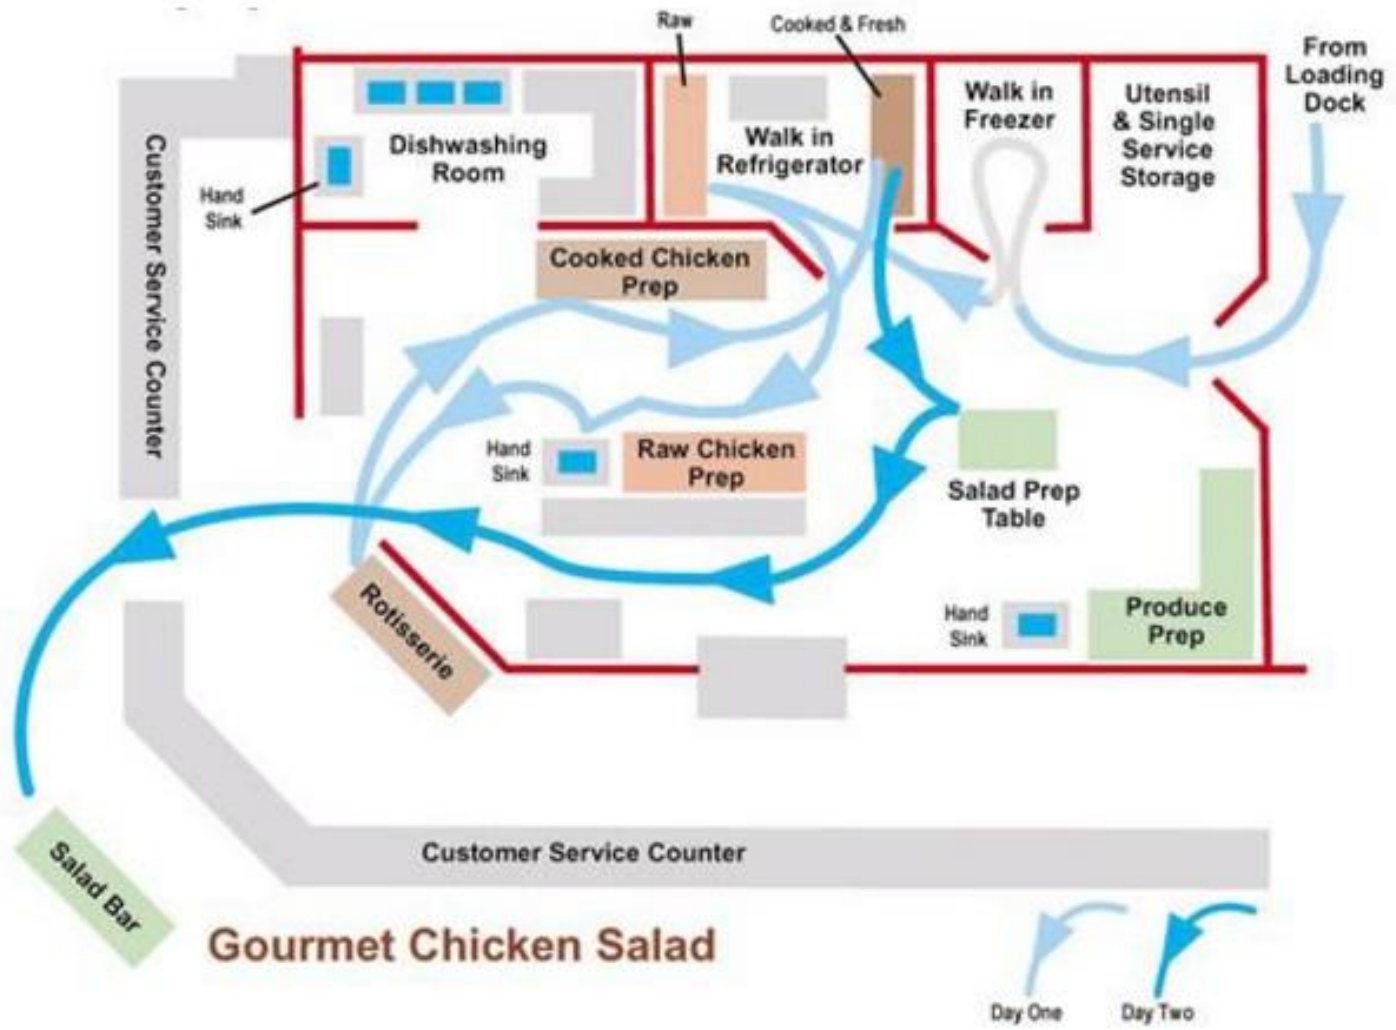 Raw
Cooked & Fresh
From
Loading
Dock
Walk in
Freezer
Utensil
& Single
Service
Storage
Dishwashing
Room
Walk in
Refrigerator
Hand
Sink
Customer Service Counter
Cooked Chicken
Prep
Hand
Sink
Raw Chicken
Prep
Salad Prep
Table
Rotisserie
Hand
Sink
Produce
Prep
Customer Service Counter
Salad Bar
Gourmet Chicken Salad
Day One
Day Two